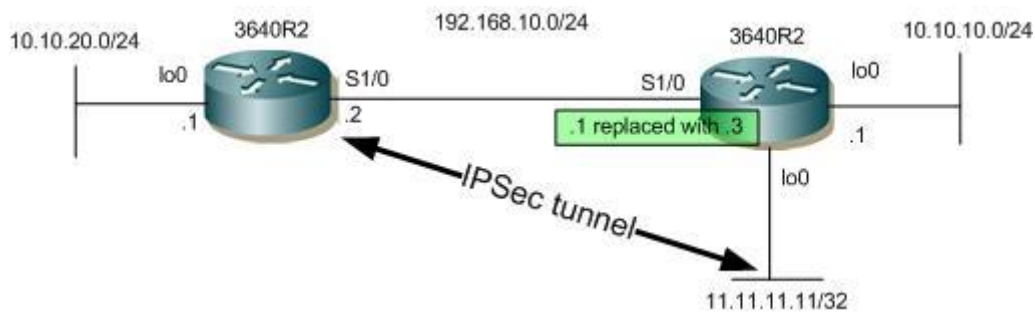 3640R2
192.168.10.0/24
3640R2
10.10.20.0/24
10.10.10.0/24
lo0
S1/0
S1/0
lo0
.1
.2
.1 replaced with .3
.1
lo0
IPSec tunnel
11.11.11.11/32